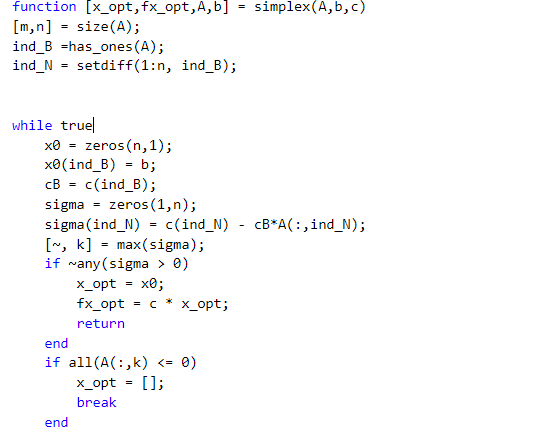 function [x_opt,fx_opt,A,b] = simplex(A,b,c)
[m,n] = size(A);
ind_B =has_ones(A);
ind_N = setdiff(1:n, ind_B);
while true
x0 = zeros(n,1);
x0(ind_B) = b;
cB = c(ind_B);
sigma = zeros(1,n);
sigma(ind_N) = c(ind_N) - cB*A(:,ind_N);
[~, k] = max(sigma);
if ~any(sigma > 0)
x_opt = x0;
fx_opt = c * x_opt;
return
end
if all(A(:,k) <= 0)
x_opt = [];
break
end